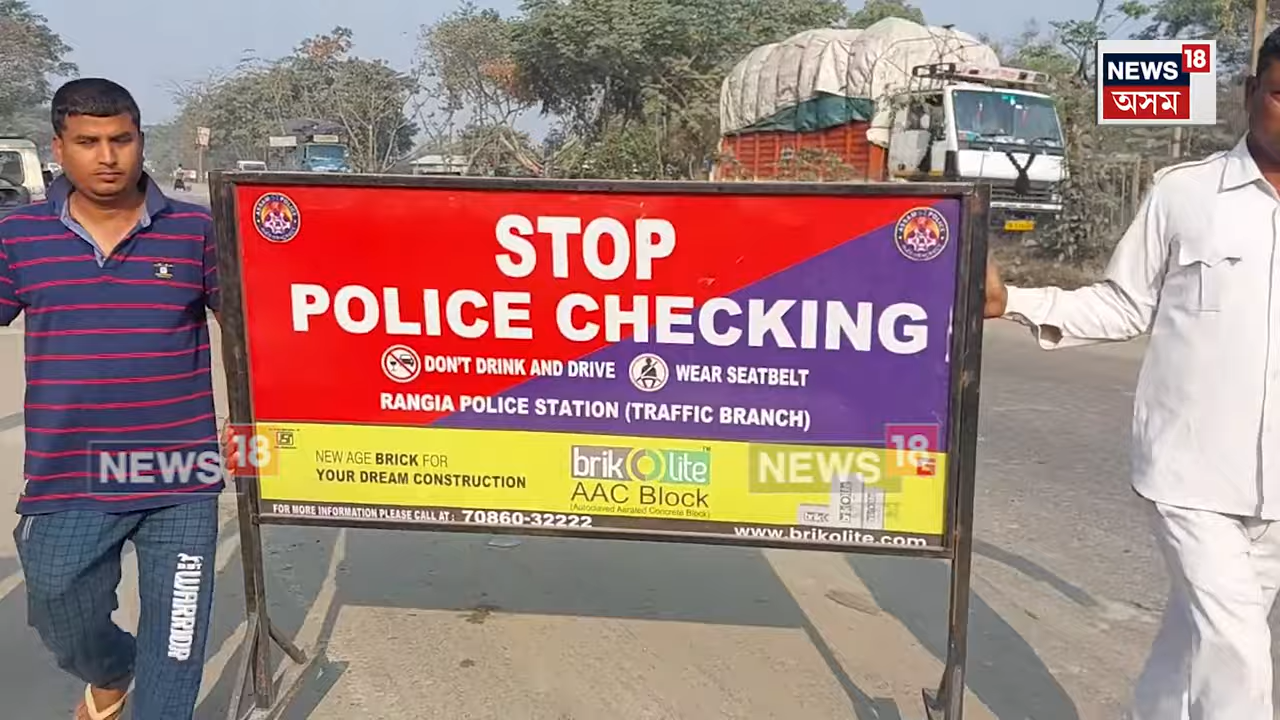 NEWS 18
অসম
STOP
POLICE CHECKING
DON'T DRINK AND DRIVE WEAR SEATBELT
RANGIA POLICE STATION (TRAFFIC BRANCH)
NEW AGE BRICK FOR
YOUR DREAM CONSTRUCTION
brikOlite™
AAC Block
(Autoclaved Aerated Concrete Block)
FOR MORE INFORMATION PLEASE CALL AT : 70860-32222
www.brikolite.com
NEWS 18
NEWS 18
WARRIOR